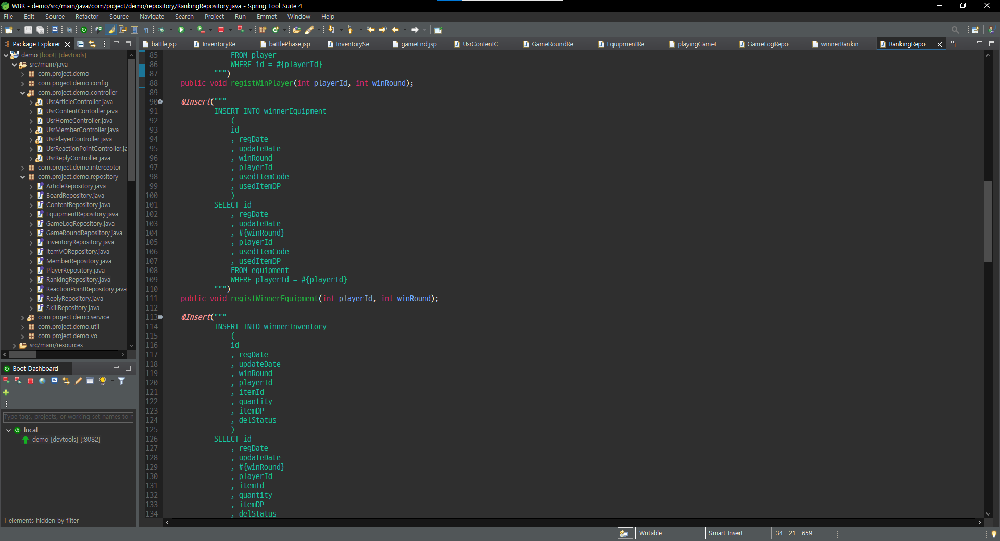 WBR - demo/src/main/java/com/project/demo/repository/RankingRepository.java - Spring Tool Suite 4
File Edit Source Refactor Source Navigate Search Project Run Emmet Window Help
Package Explorer
demo [boot] [devtools]
src/main/java
com.project.demo
com.project.demo.config
com.project.demo.controller
UsrArticleController.java
UsrContentContorller.java
UsrHomeController.java
UsrMemberController.java
UsrPlayerController.java
UsrReactionPointController.ja
UsrReplyController.java
com.project.demo.interceptor
com.project.demo.repository
ArticleRepository.java
BoardRepository.java
ContentRepository.java
EquipmentRepository.java
GameLogRepository.java
GameRoundRepository.java
InventoryRepository.java
ItemVORepository.java
MemberRepository.java
PlayerRepository.java
RankingRepository.java
ReactionPointRepository.java
ReplyRepository.java
SkillRepository.java
com.project.demo.service
com.project.demo.util
com.project.demo.vo
src/main/resources
Boot Dashboard
Type tags, projects, or working set names to r
local
demo [devtools] [:8082]
1 elements hidden by filter
battle.jsp InventoryRe... battlePhase.jsp InventorySe... gameEnd.jsp UsrContentC... GameRoundRe... EquipmentRe... playingGameL... GameLogRepo... winnerRankin... RankingRepo... »1
85 FROM player
86 WHERE id = #{playerId}
87 """)
88 public void registWinPlayer(int playerId, int winRound);
89
90 @Insert("""
91 INSERT INTO winnerEquipment
92 (
93 id
94 , regDate
95 , updateDate
96 , winRound
97 , playerId
98 , usedItemCode
99 , usedItemDP
100 )
101 SELECT id
102 , regDate
103 , updateDate
104 , #{winRound}
105 , playerId
106 , usedItemCode
107 , usedItemDP
108 FROM equipment
109 WHERE playerId = #{playerId}
110 """)
111 public void registWinnerEquipment(int playerId, int winRound);
112
113 @Insert("""
114 INSERT INTO winnerInventory
115 (
116 id
117 , regDate
118 , updateDate
119 , winRound
120 , playerId
121 , itemId
122 , quantity
123 , itemDP
124 , delStatus
125 )
126 SELECT id
127 , regDate
128 , updateDate
129 , #{winRound}
130 , playerId
131 , itemId
132 , quantity
133 , itemDP
134 , delStatus
Writable Smart Insert 34 : 21 : 659